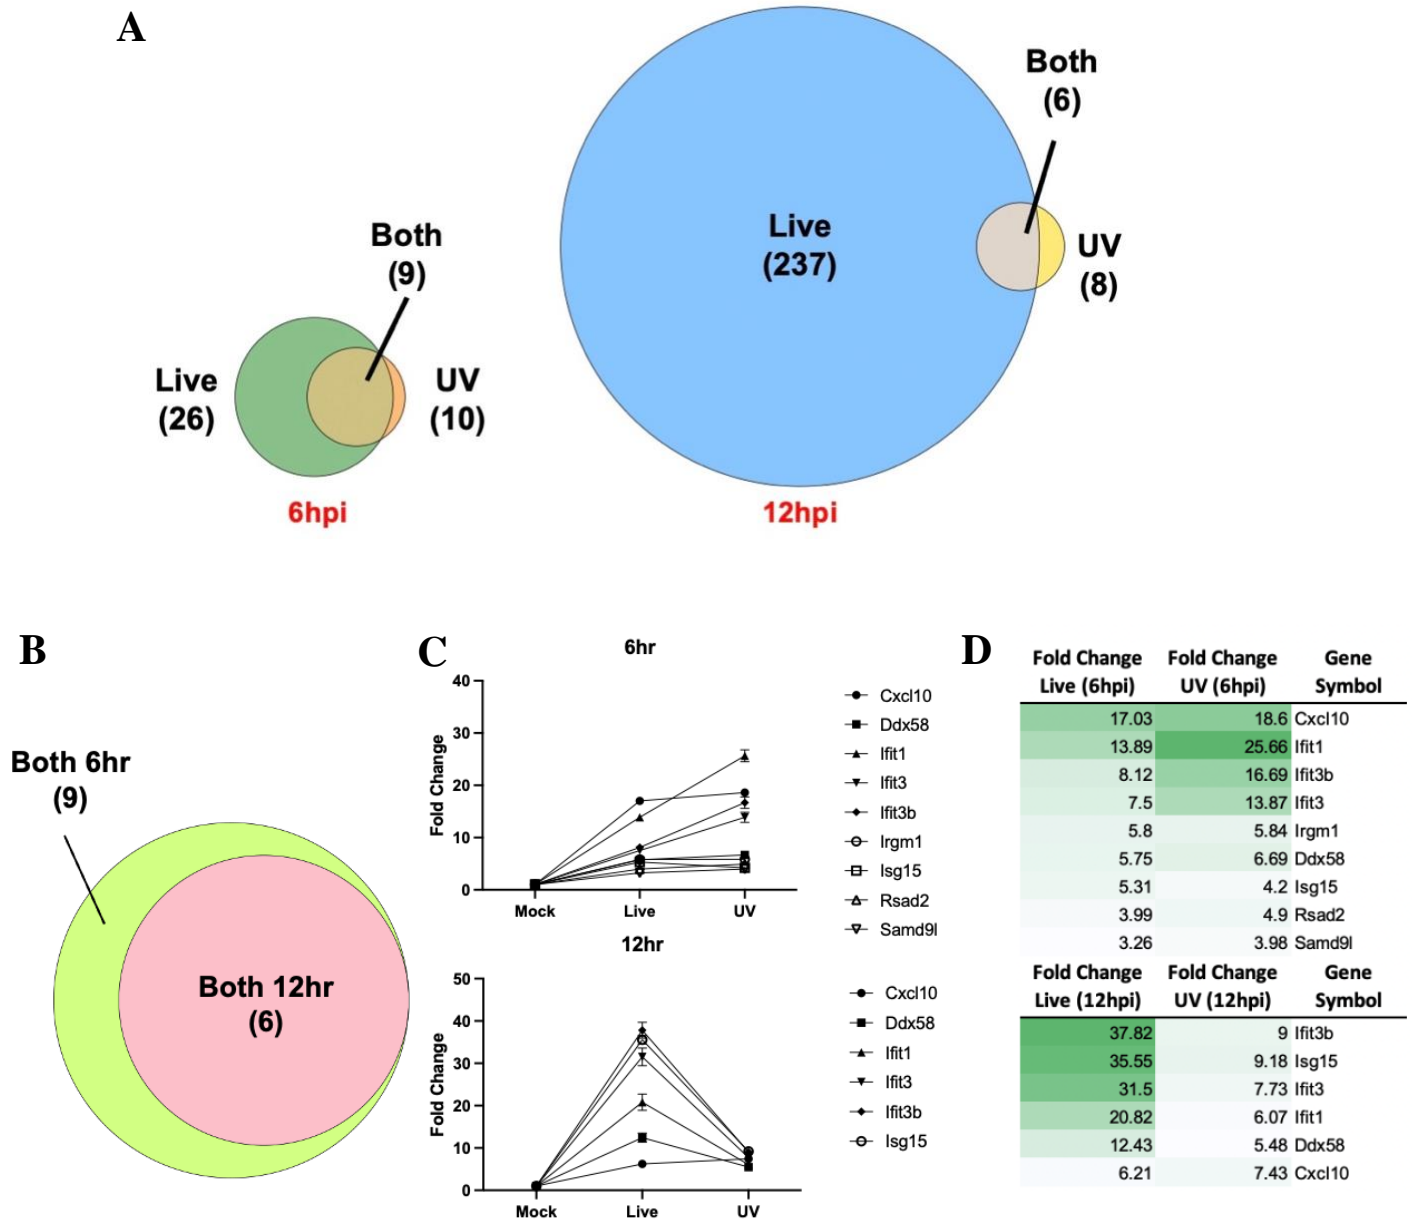 A
Both
(6)
Live
(237)
UV
(8)
12hpi
Both
(9)
Live
(26)
UV
(10)
6hpi
B
Both 6hr
(9)
Both 12hr
(6)
C
6hr
Fold Change
40
30
20
10
0
Mock Live UV
Cxcl10
Ddx58
Ifit1
Ifit3
Ifit3b
Irgm1
Isg15
Rsad2
Samd9l
12hr
Fold Change
50
40
30
20
10
0
Mock Live UV
Cxcl10
Ddx58
Ifit1
Ifit3
Ifit3b
Isg15
D
Fold Change Fold Change Gene
Live (6hpi) UV (6hpi) Symbol
17.03 18.6 Cxcl10
13.89 25.66 Ifit1
8.12 16.69 Ifit3b
7.5 13.87 Ifit3
5.8 5.84 Irgm1
5.75 6.69 Ddx58
5.31 4.2 Isg15
3.99 4.9 Rsad2
3.26 3.98 Samd9l
Fold Change Fold Change Gene
Live (12hpi) UV (12hpi) Symbol
37.82 9 Ifit3b
35.55 9.18 Isg15
31.5 7.73 Ifit3
20.82 6.07 Ifit1
12.43 5.48 Ddx58
6.21 7.43 Cxcl10